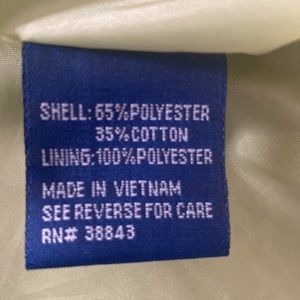 SHELL: 65%POLYESTER
35%COTTON
LINING: 100%POLYESTER
MADE IN VIETNAM
SEE REVERSE FOR CARE
RN# 38843